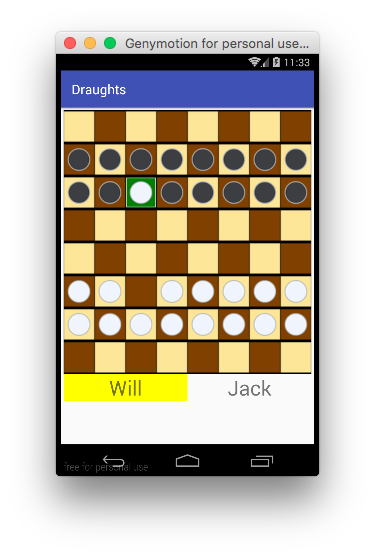 Genymotion for personal use...
11:33
Draughts
Will Jack
free for personal use